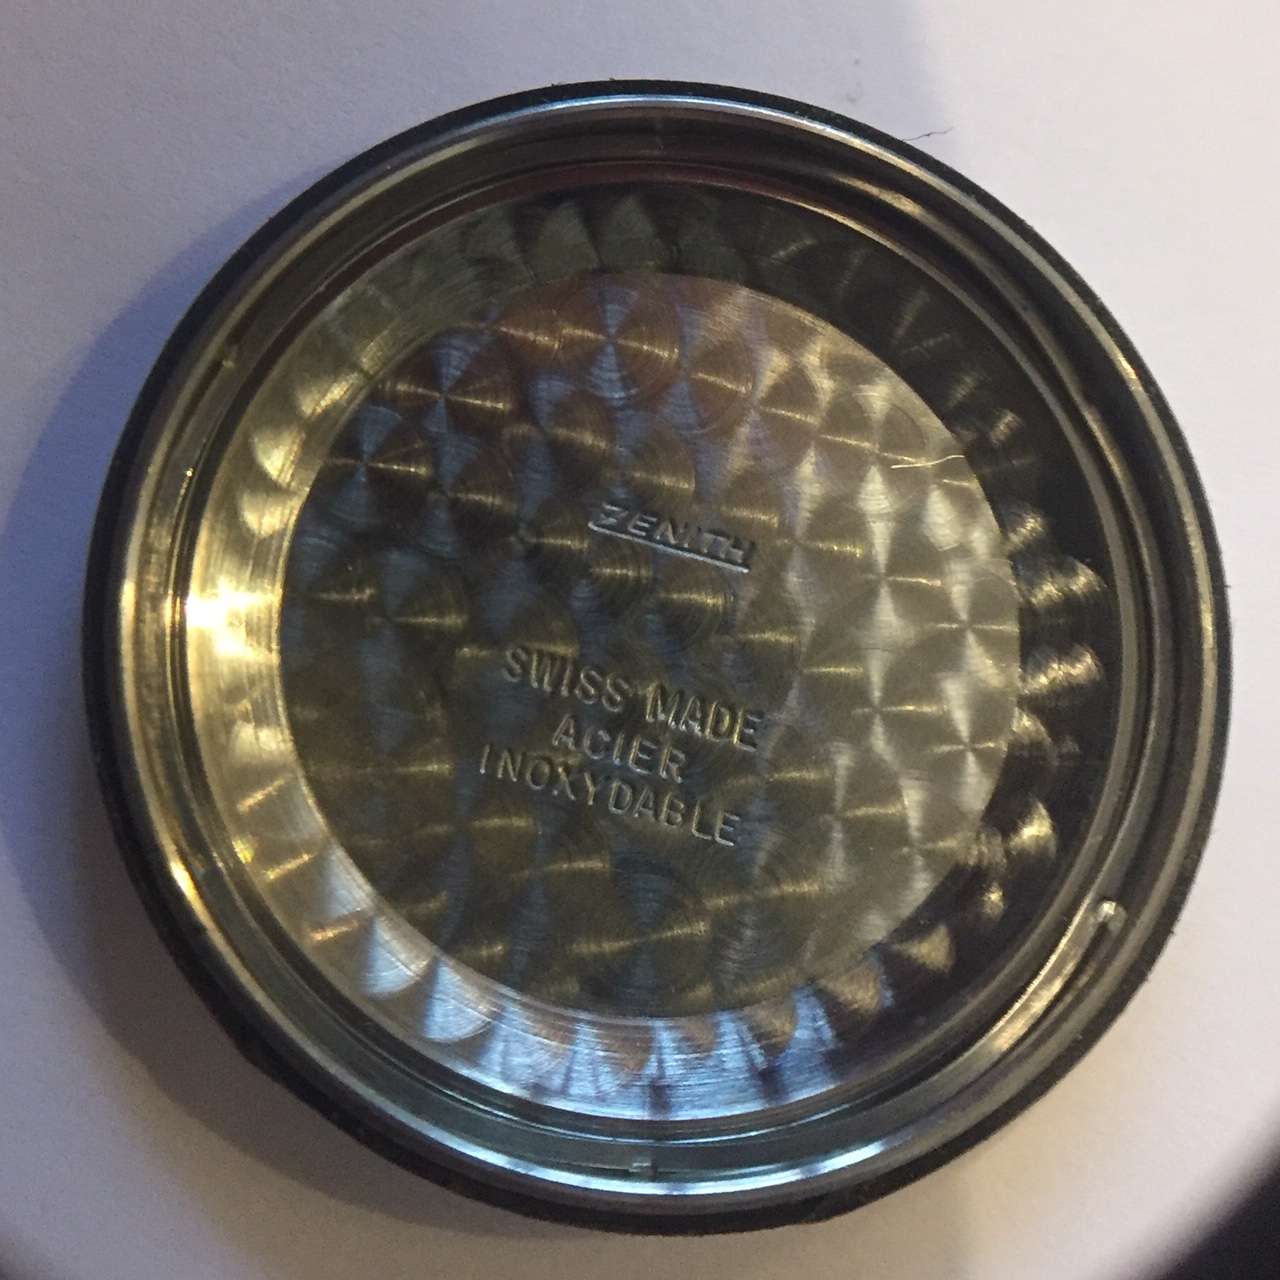 ZENITH
SWISS MADE
ACIER
INOXYDABLE